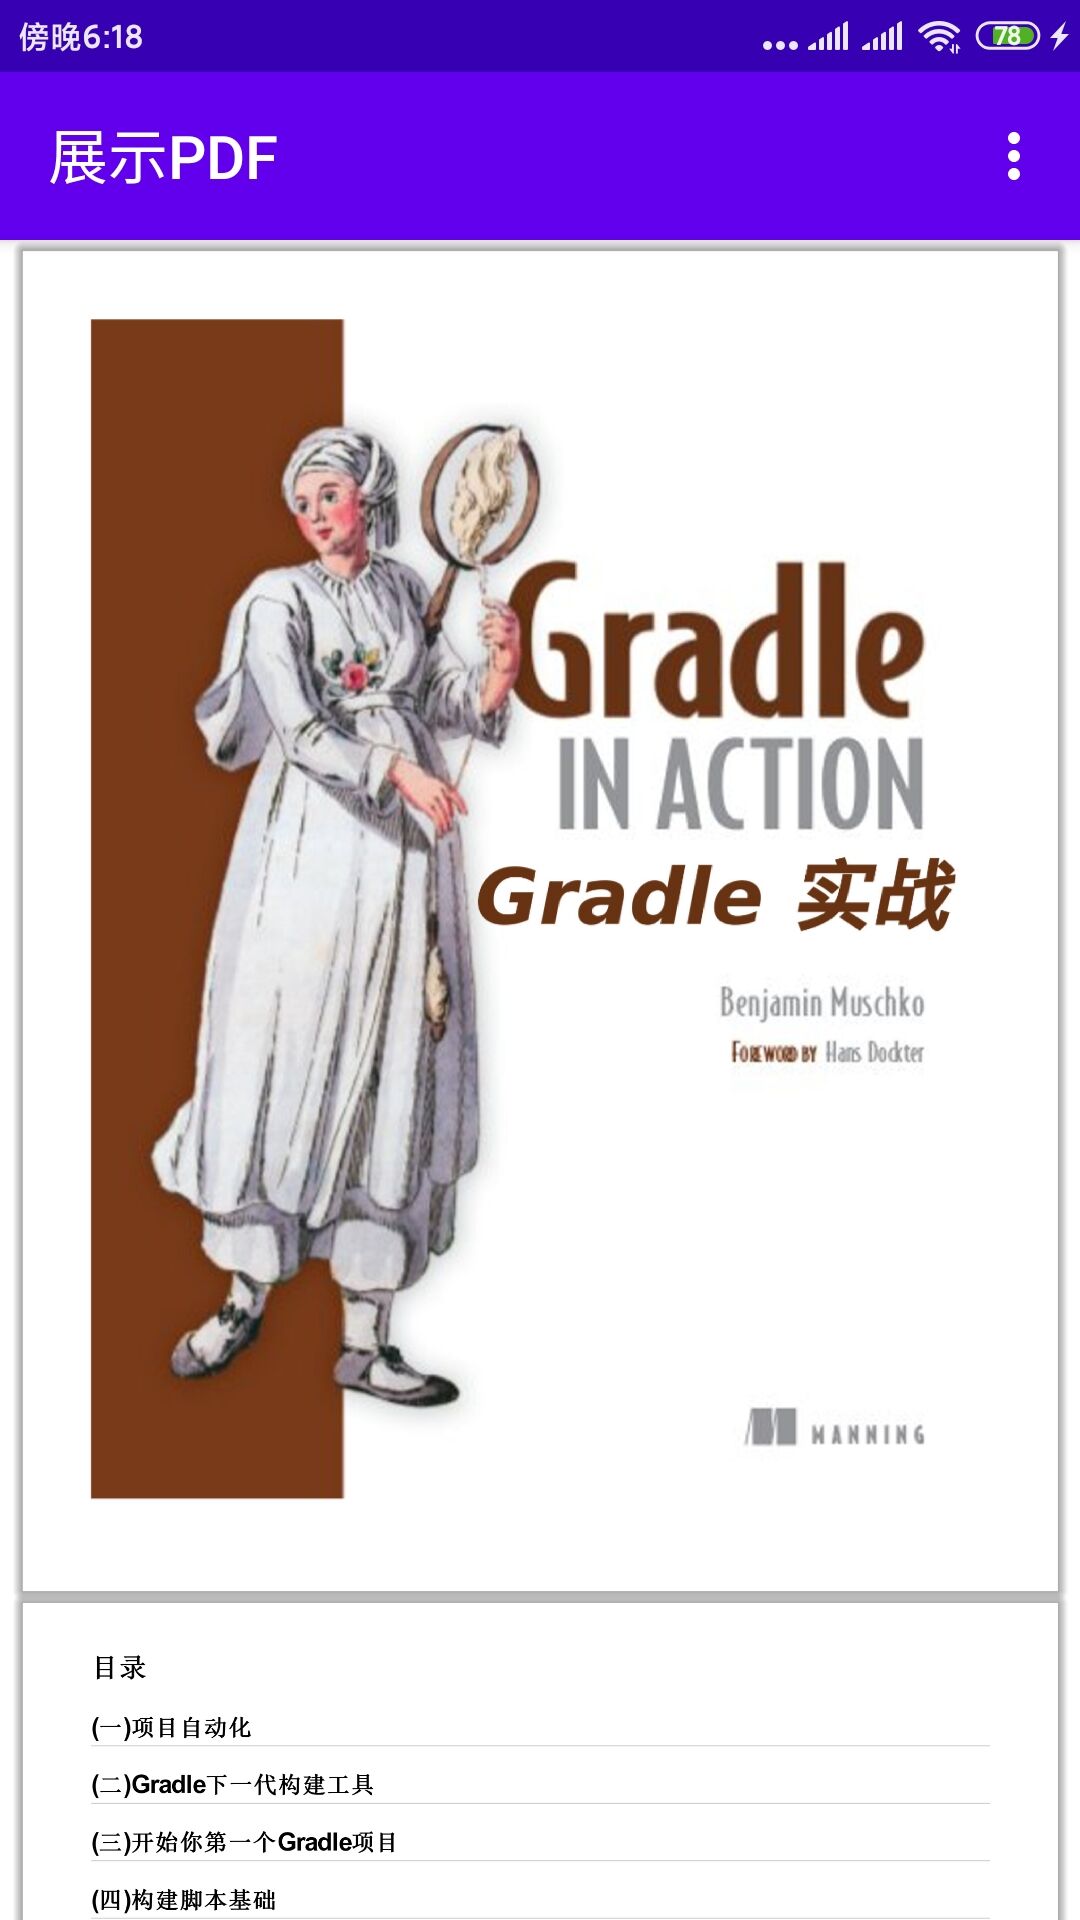 傍晚6:18
78
展示PDF
Gradle
IN ACTION
Gradle 实战
Benjamin Muschko
FOREWORD BY Hans Dockter
MANNING
目录
(一)项目自动化
(二)Gradle下一代构建工具
(三)开始你第一个Gradle项目
(四)构建脚本基础